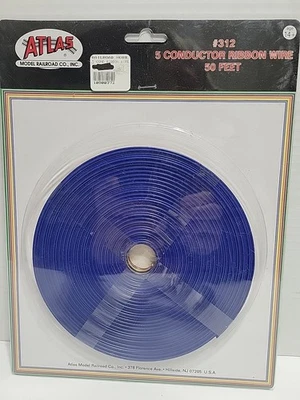 ATLAS
MODEL RAILROAD CO., INC.
#312
5 CONDUCTOR RIBBON WIRE
50 FEET
14+
Atlas Model Railroad Co., Inc. • 378 Florence Ave. • Hillside, NJ 07205 U.S.A.